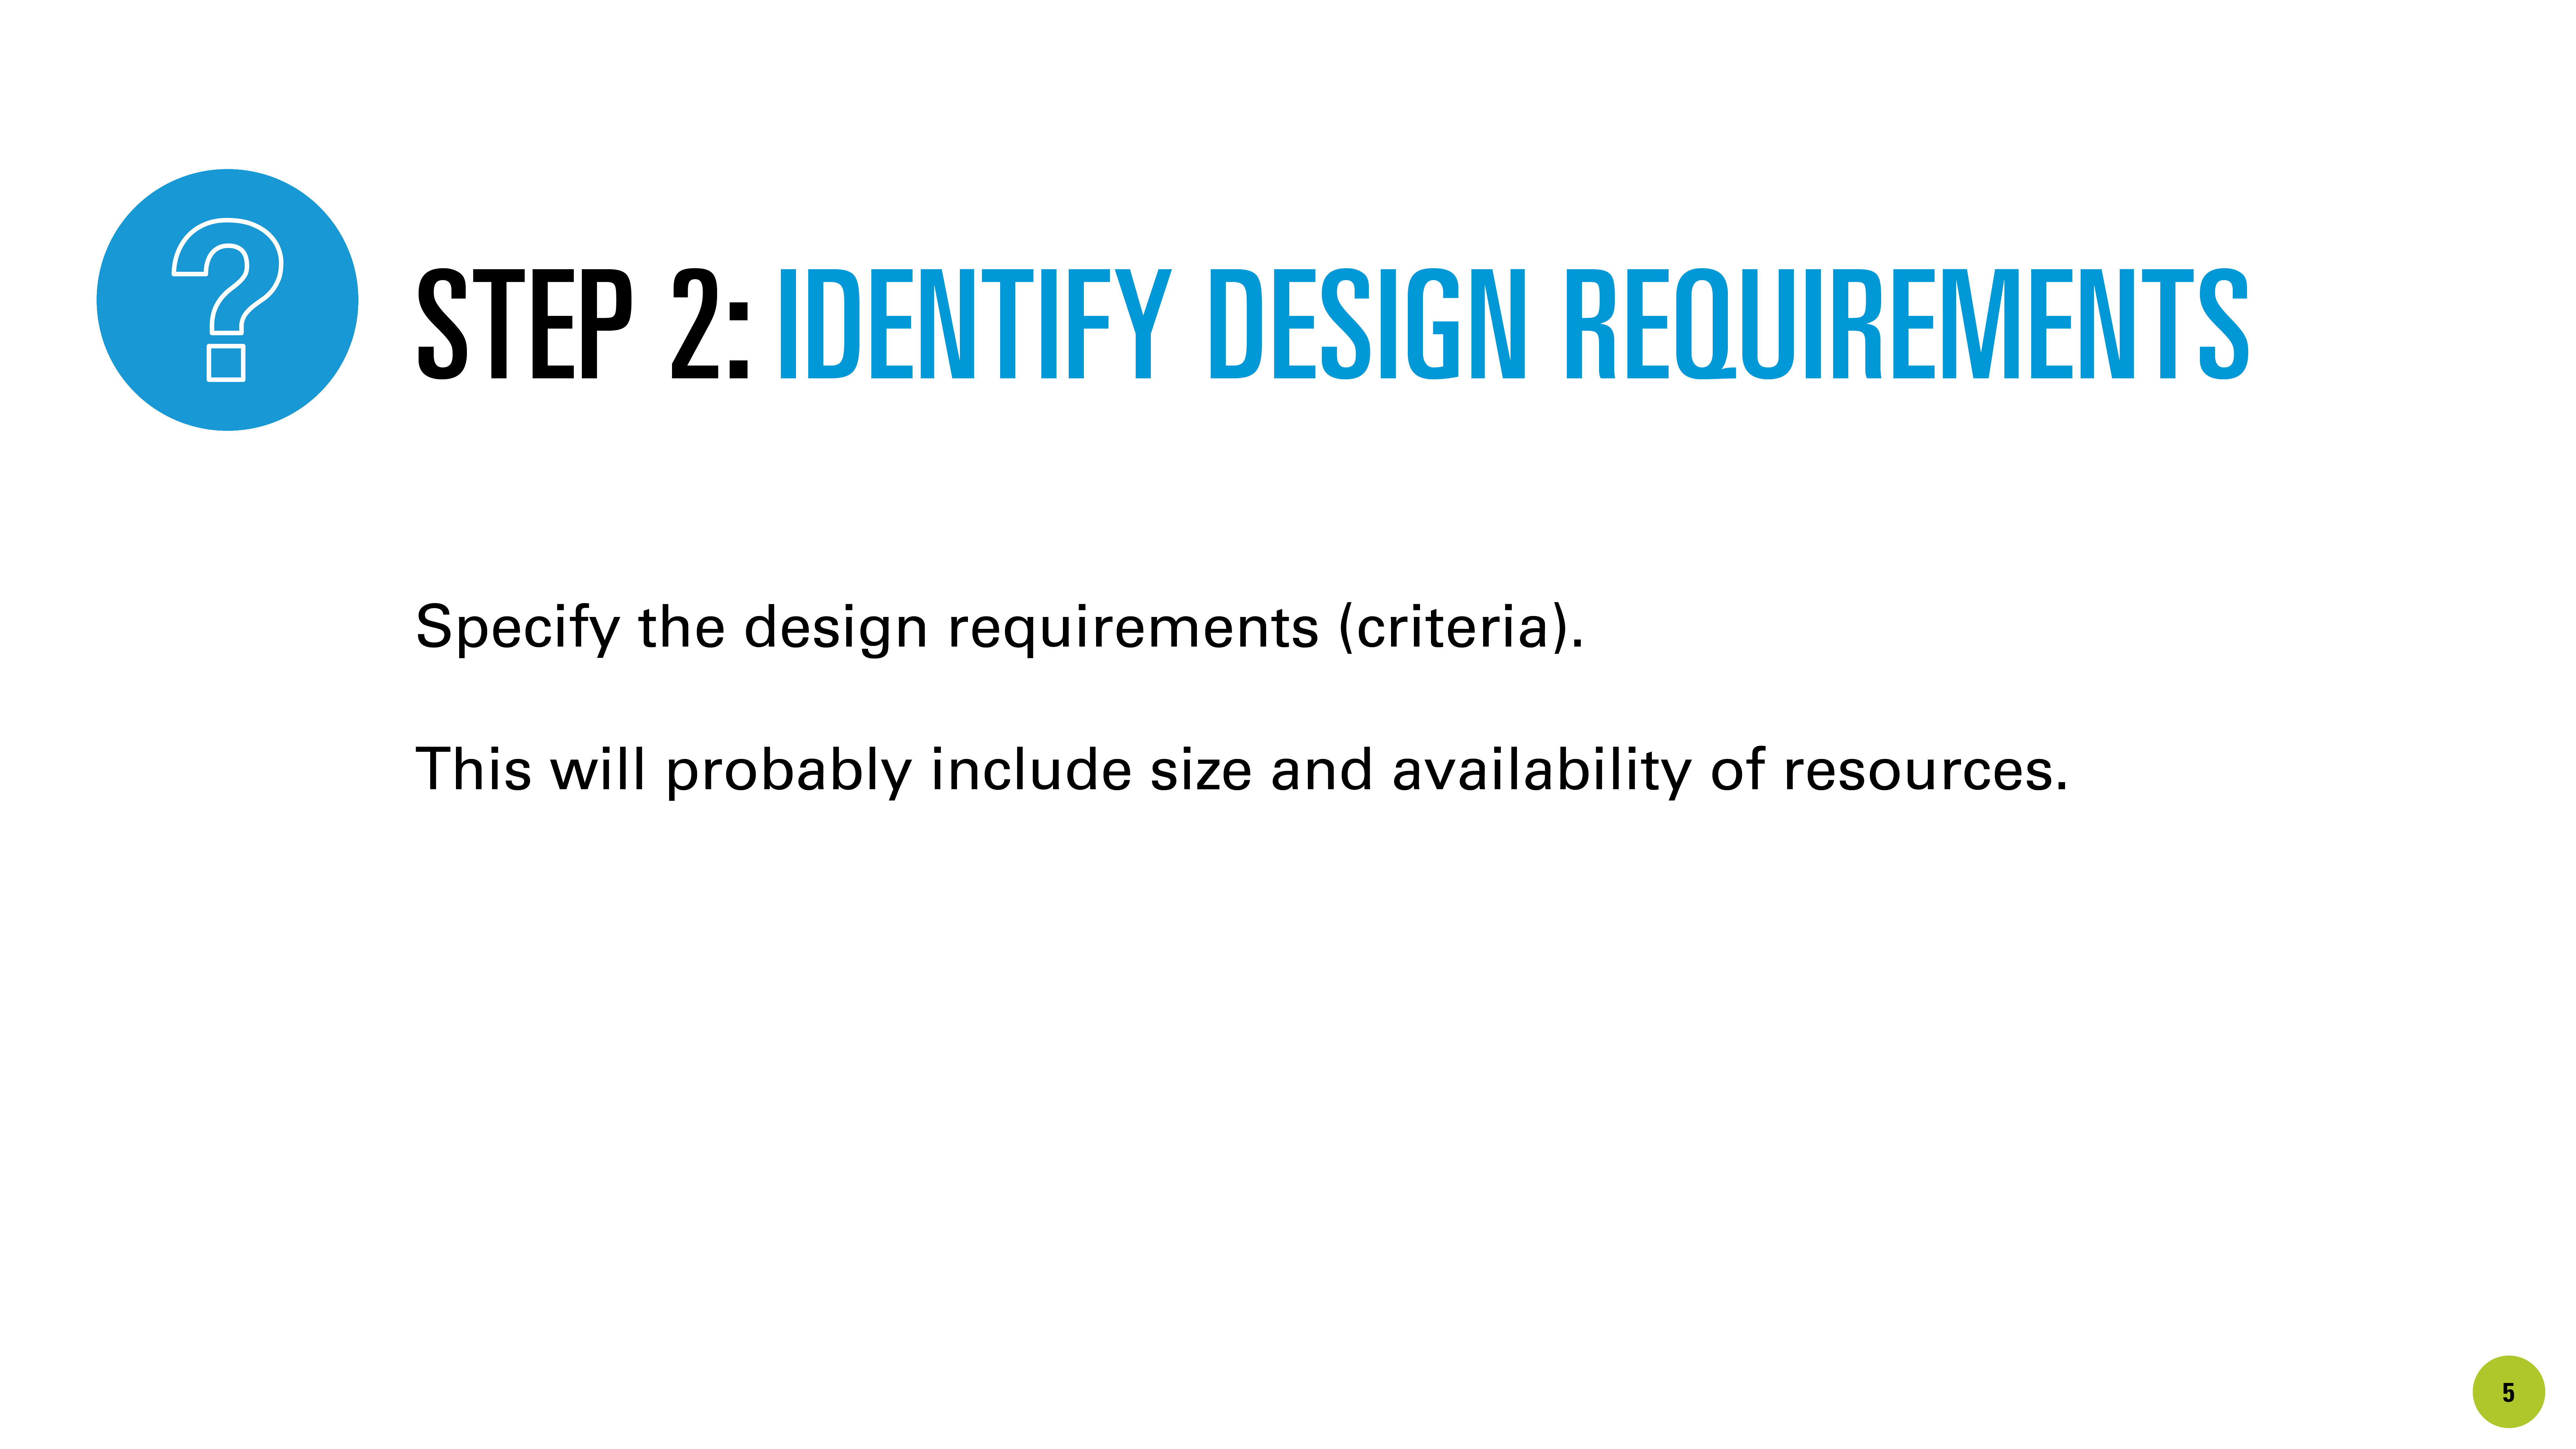 ?
STEP 2: IDENTIFY DESIGN REQUIREMENTS
Specify the design requirements (criteria).
This will probably include size and availability of resources.
5